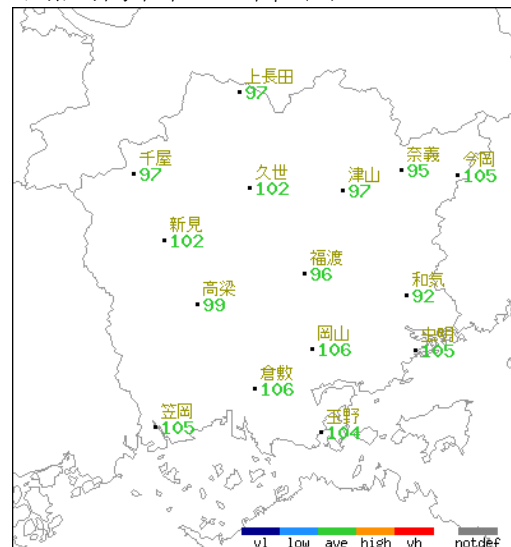 上長田
97
千屋
97
久世
102
津山
97
奈義
95
今岡
105
新見
102
福渡
96
高梁
99
和気
92
岡山
106
虫明
105
倉敷
106
笠岡
105
玉野
104
vl low ave high vh notdef